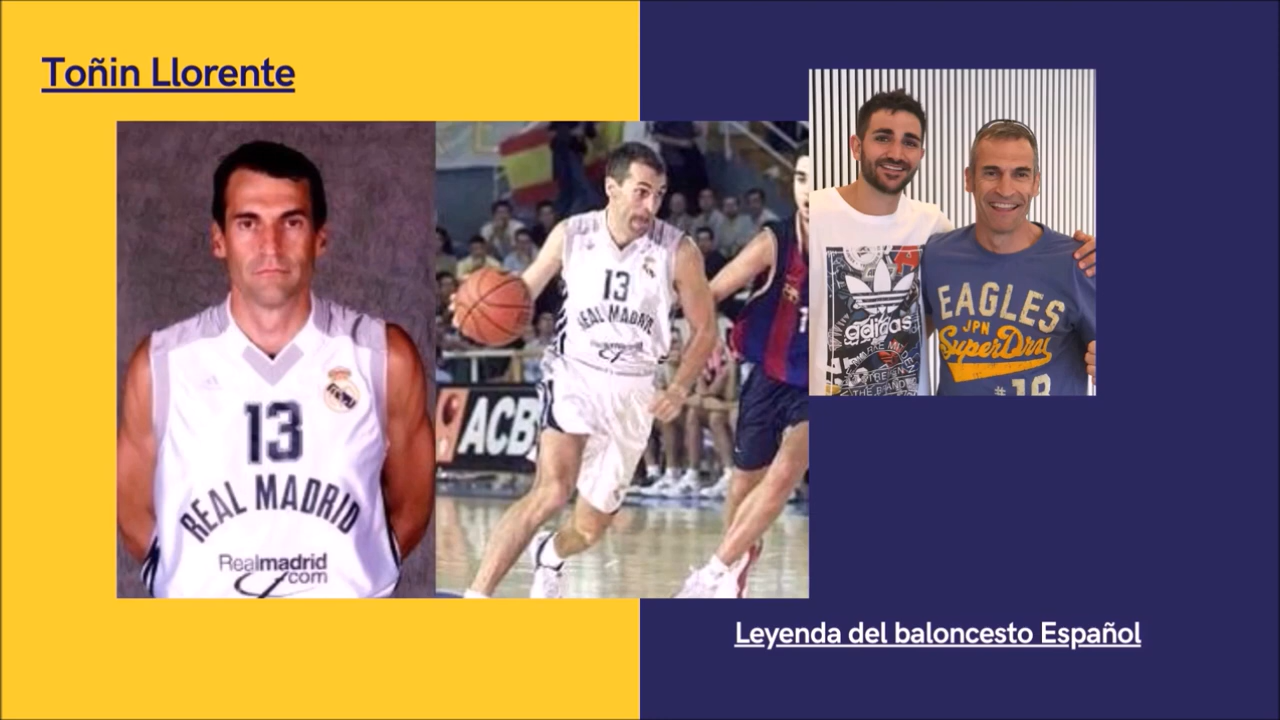 Toñin Llorente
13
REAL MADRID
Realmadrid
.com
13
REAL MADRID
Realmadrid
ACB
adidas
EAGLES
JPN
SuperDry
#18
Leyenda del baloncesto Español